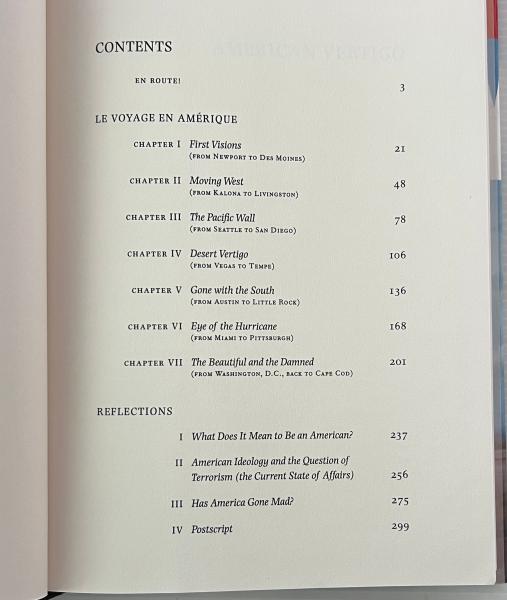 AMERICAN VERTIGO
CONTENTS
EN ROUTE! 3
LE VOYAGE EN AMÉRIQUE
CHAPTER I First Visions 21
(FROM NEWPORT TO DES MOINES)
CHAPTER II Moving West 48
(FROM KALONA TO LIVINGSTON)
CHAPTER III The Pacific Wall 78
(FROM SEATTLE TO SAN DIEGO)
CHAPTER IV Desert Vertigo 106
(FROM VEGAS TO TEMPE)
CHAPTER V Gone with the South 136
(FROM AUSTIN TO LITTLE ROCK)
CHAPTER VI Eye of the Hurricane 168
(FROM MIAMI TO PITTSBURGH)
CHAPTER VII The Beautiful and the Damned 201
(FROM WASHINGTON, D.C., BACK TO CAPE COD)
REFLECTIONS
I What Does It Mean to Be an American? 237
II American Ideology and the Question of
Terrorism (the Current State of Affairs) 256
III Has America Gone Mad? 275
IV Postscript 299